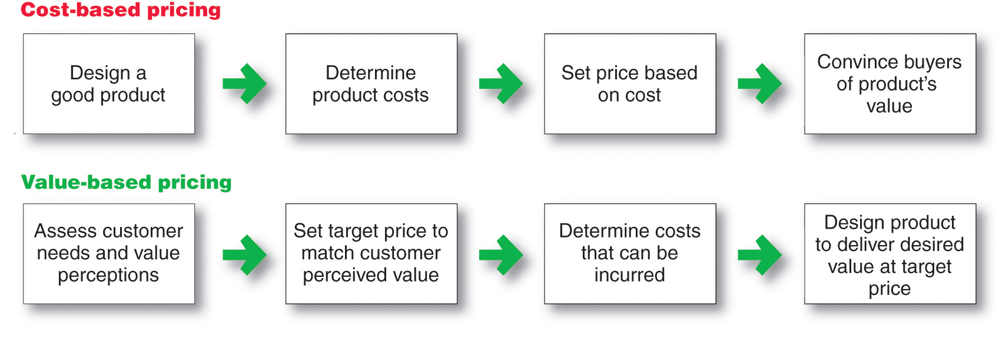 Cost-based pricing
Design a
good product
Determine
product costs
Set price based
on cost
Convince buyers
of product’s
value
Value-based pricing
Assess customer
needs and value
perceptions
Set target price to
match customer
perceived value
Determine costs
that can be
incurred
Design product
to deliver desired
value at target
price